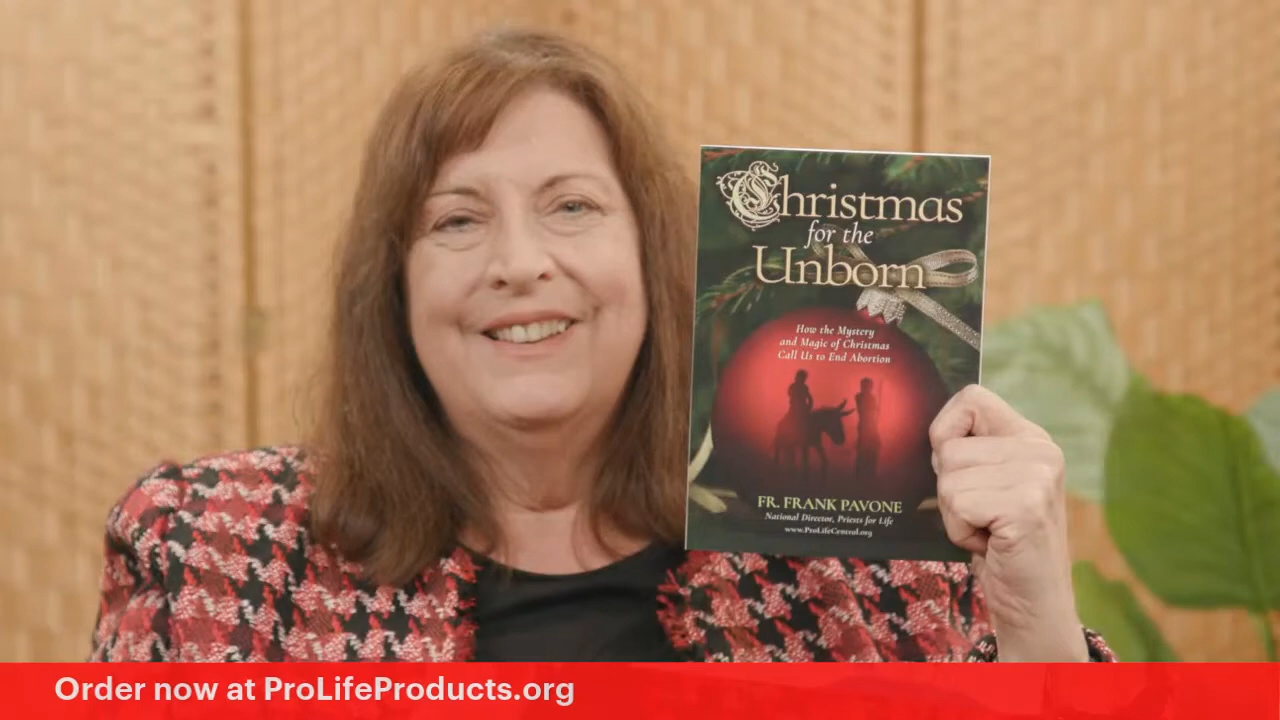 Christmas
for the
Unborn
How the Mystery
and Magic of Christmas
Call Us to End Abortion
FR. FRANK PAVONE
National Director, Priests for Life
www.ProLifeCentral.org
Order now at ProLifeProducts.org